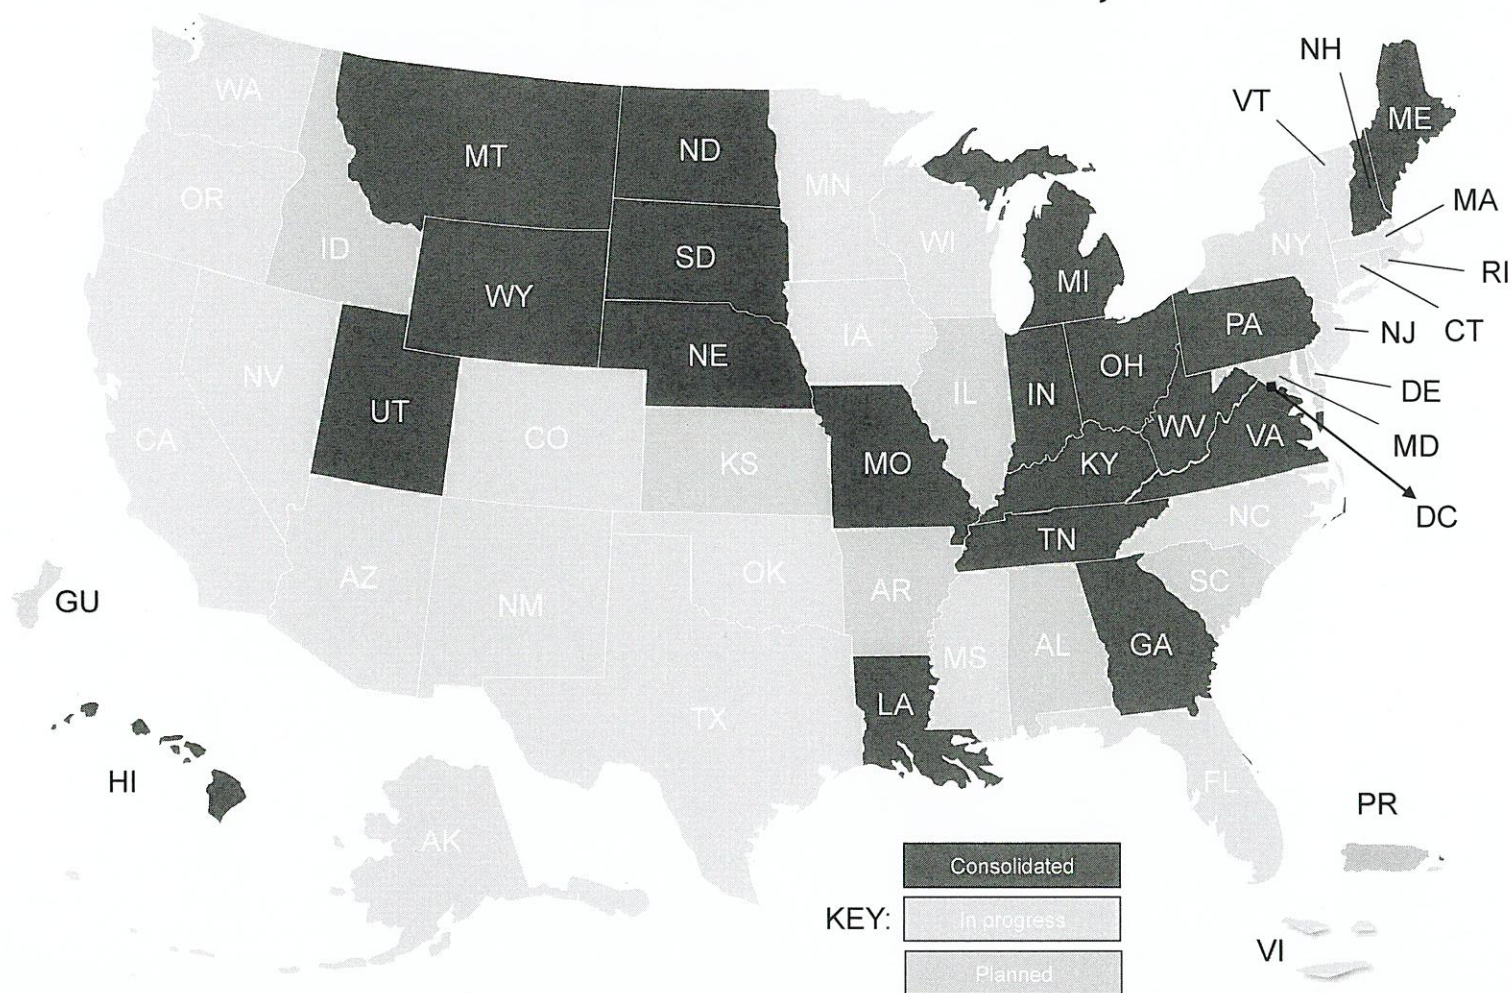 NH
VT
ME
WA
MT
ND
MN
OR
MA
ID
WI
NY
SD
RI
WY
MI
PA
NJ
CT
NE
IA
OH
NV
UT
IL
IN
DE
WV
CA
CO
KS
MO
KY
VA
MD
NC
DC
TN
AZ
NM
OK
AR
SC
GU
MS
AL
GA
LA
TX
HI
FL
PR
AK
Consolidated
KEY:
In progress
VI
Planned